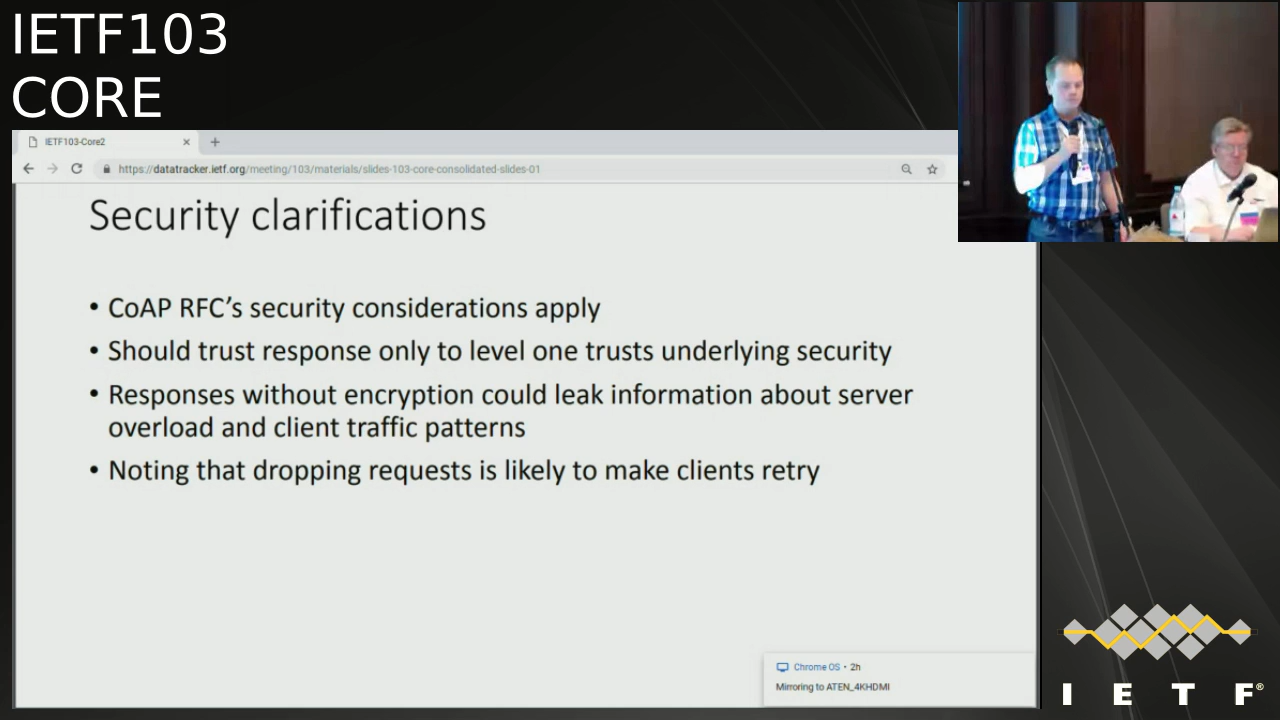 IETF103
CORE
IETF103-Core2
https://datatracker.ietf.org/meeting/103/materials/slides-103-core-consolidated-slides-01
Security clarifications
• CoAP RFC’s security considerations apply
• Should trust response only to level one trusts underlying security
• Responses without encryption could leak information about server
overload and client traffic patterns
• Noting that dropping requests is likely to make clients retry
Chrome OS • 2h
Mirroring to ATEN_4KHDMI
I E T F®